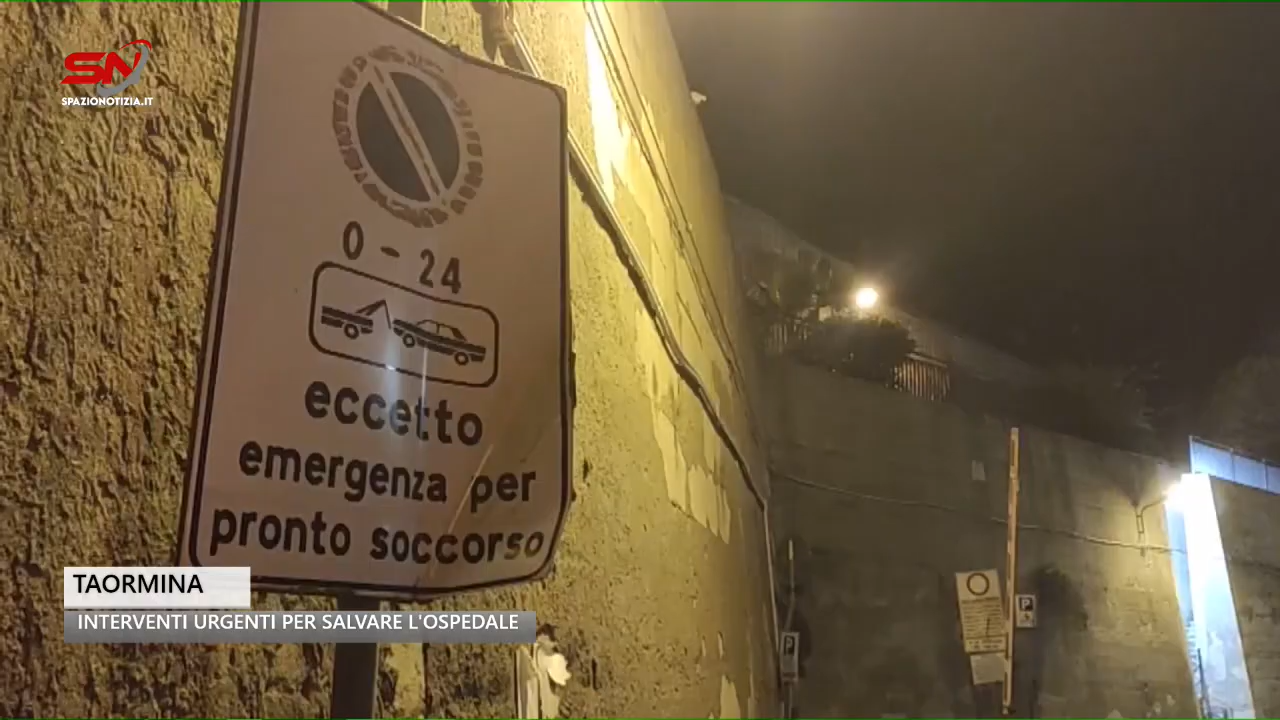 SN
SPAZIONOTIZIA.IT
0 - 24
eccetto
emergenza per
pronto soccorso
TAORMINA
INTERVENTI URGENTI PER SALVARE L'OSPEDALE
P
P